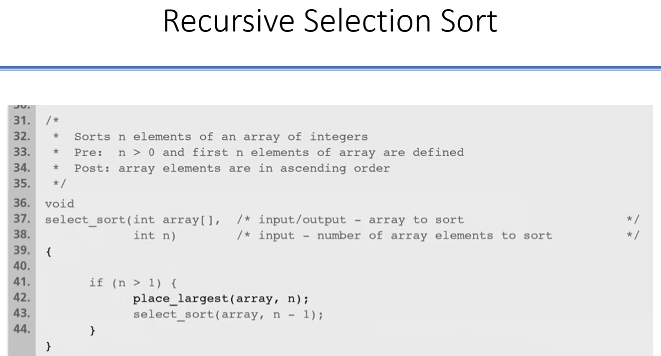 Recursive Selection Sort
30.
31. /*
32.  *  Sorts n elements of an array of integers
33.  *  Pre:  n > 0 and first n elements of array are defined
34.  *  Post: array elements are in ascending order
35.  */
36. void
37. select_sort(int array[],  /* input/output - array to sort */
38.             int n)        /* input - number of array elements to sort */
39. {
40.
41.       if (n > 1) {
42.             place_largest(array, n);
43.             select_sort(array, n - 1);
44.       }
}